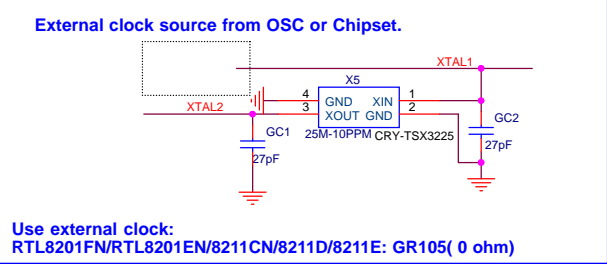 External clock source from OSC or Chipset.
XTAL1
X5
4 GND XIN 1
XTAL2
3 XOUT GND 2
GC1
GC2
25M-10PPM CRY-TSX3225
27pF
27pF
Use external clock:
RTL8201FN/RTL8201EN/8211CN/8211D/8211E: GR105( 0 ohm)